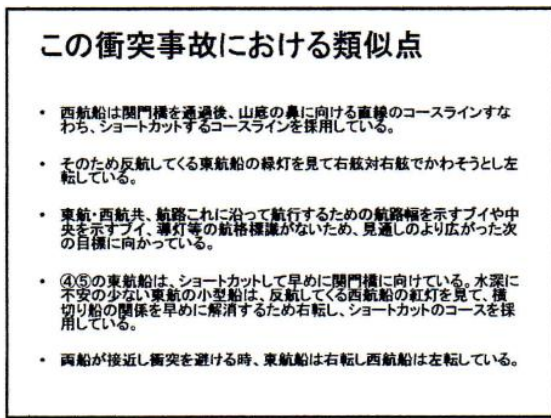 この衝突事故における類似点
• 西航船は関門橋を通過後、山底の鼻に向ける直線のコースラインすな
わち、ショートカットするコースラインを採用している。
• そのため反航してくる東航船の緑灯を見て右舷対右舷でかわそうとし左
転している。
• 東航・西航共、航路これに沿って航行するための航路幅を示すブイや中
央を示すブイ、導灯等の航格標識がないため、見通しのより広がった次
の目標に向かっている。
• ④⑤の東航船は、ショートカットして早めに関門橋に向けている。水深に
不安の少ない東航の小型船は、反航してくる西航船の紅灯を見て、横
切り船の関係を早めに解消するため右転し、ショートカットのコースを採
用している。
• 両船が接近し衝突を避ける時、東航船は右転し西航船は左転している。